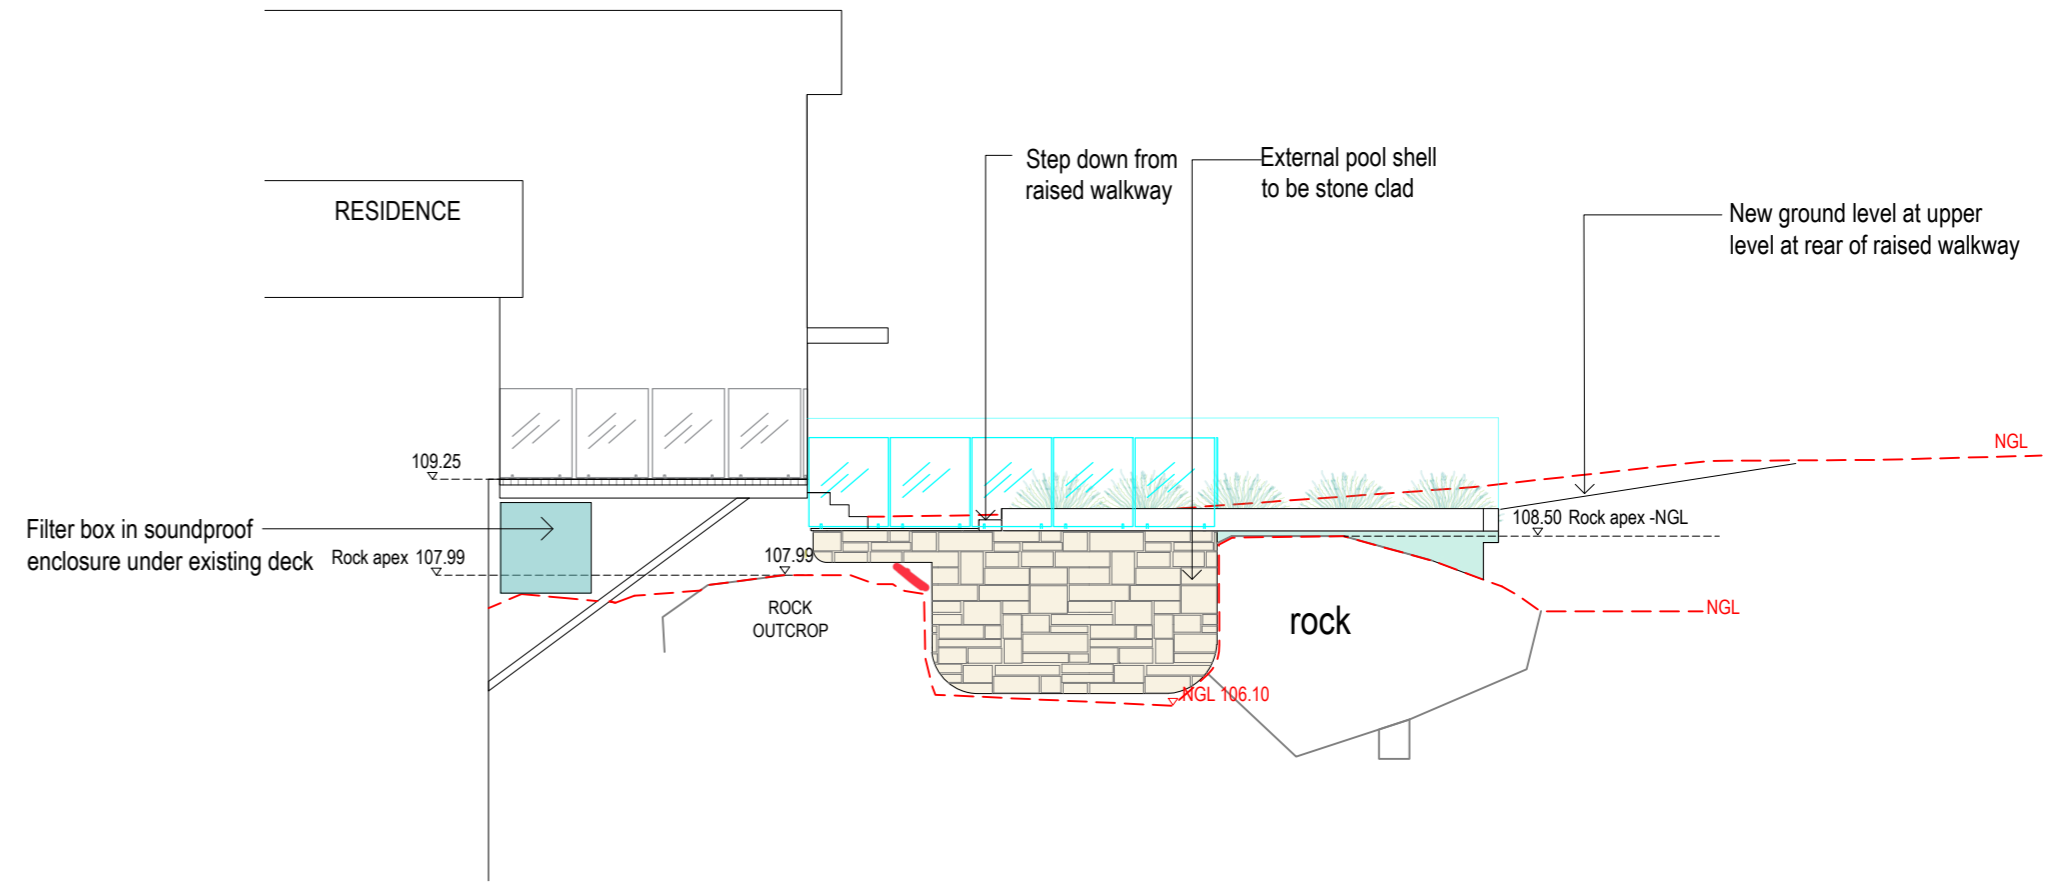 RESIDENCE
Step down from
raised walkway
External pool shell
to be stone clad
New ground level at upper
level at rear of raised walkway
NGL
109.25
108.50 Rock apex -NGL
Filter box in soundproof
enclosure under existing deck
Rock apex 107.99
107.99
ROCK
OUTCROP
rock
NGL
NGL 106.10